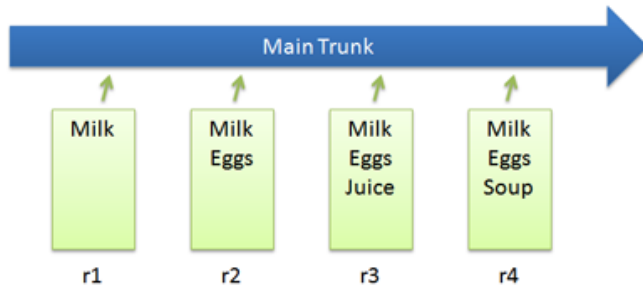 Main Trunk
Milk
Milk
Eggs
Milk
Eggs
Juice
Milk
Eggs
Soup
r1
r2
r3
r4